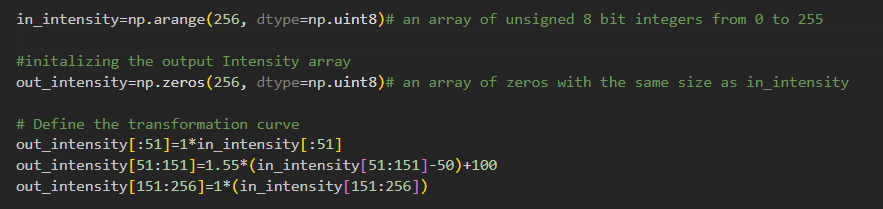 in_intensity=np.arange(256, dtype=np.uint8)# an array of unsigned 8 bit integers from 0 to 255
#initalizing the output Intensity array
out_intensity=np.zeros(256, dtype=np.uint8)# an array of zeros with the same size as in_intensity
# Define the transformation curve
out_intensity[:51]=1*in_intensity[:51]
out_intensity[51:151]=1.55*(in_intensity[51:151]-50)+100
out_intensity[151:256]=1*(in_intensity[151:256])